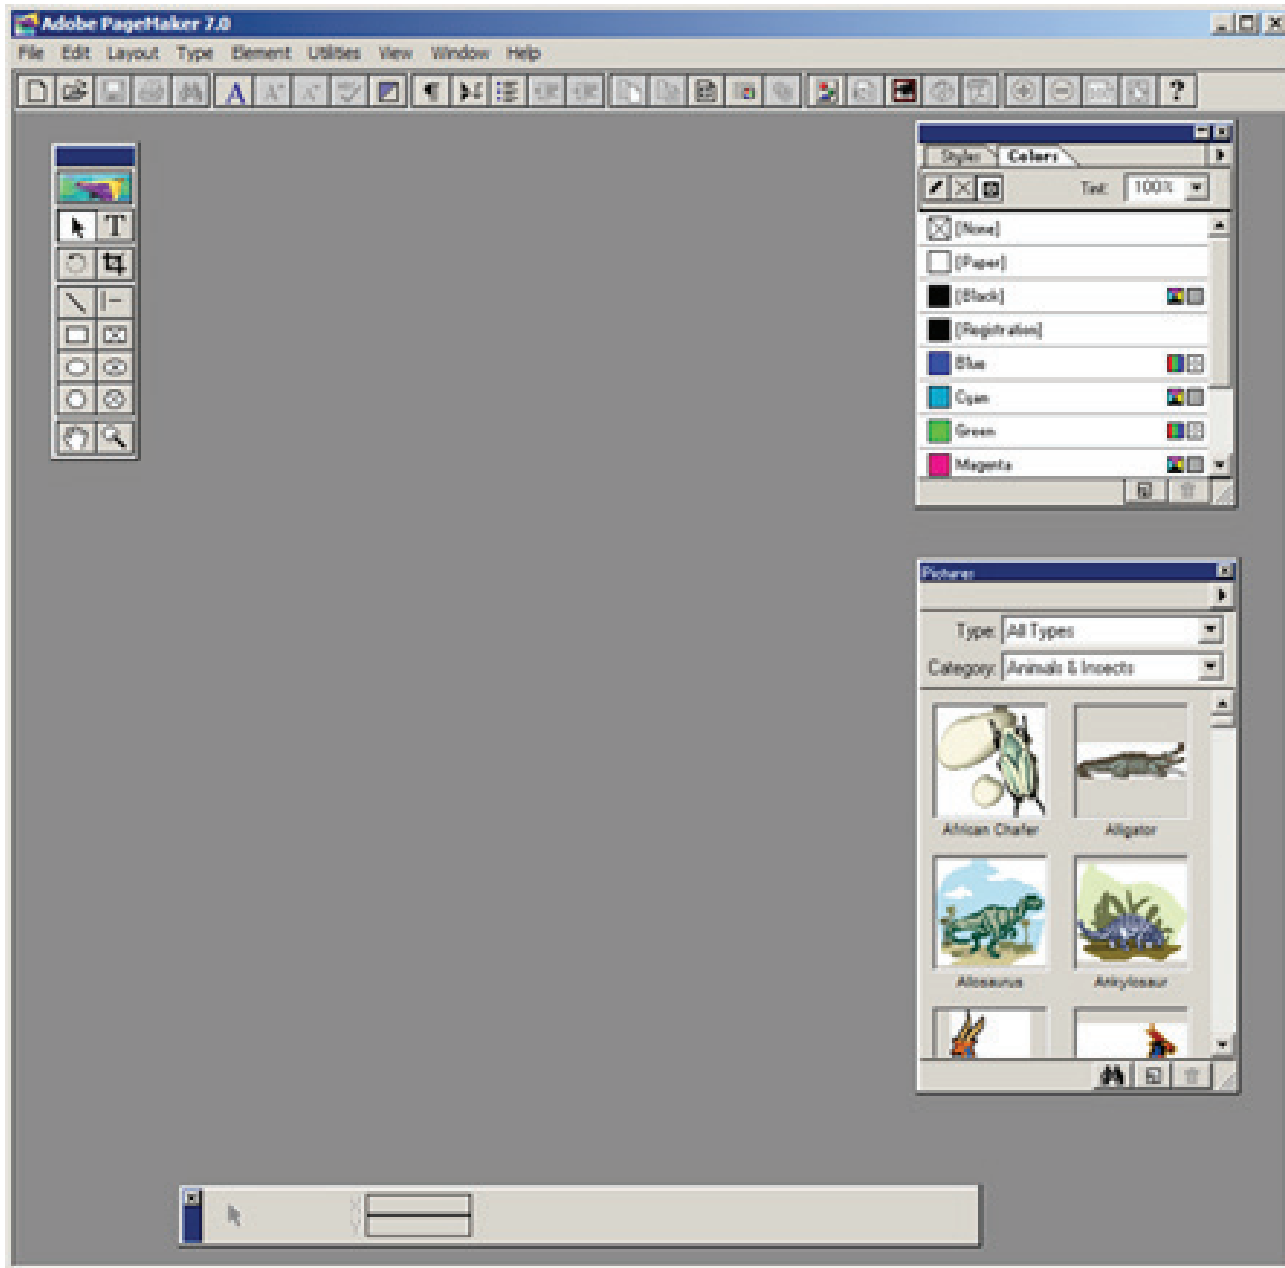 Adobe PageMaker 7.0
File Edit Layout Type Element Utilities View Window Help
Styles Colors
Tint: 100%
[None]
[Paper]
[Black]
[Registration]
Blue
Cyan
Green
Magenta
T
Pictures
Type: All Types
Category: Animals & Insects
African Chafer Alligator
Allosaurus Ankylosaur